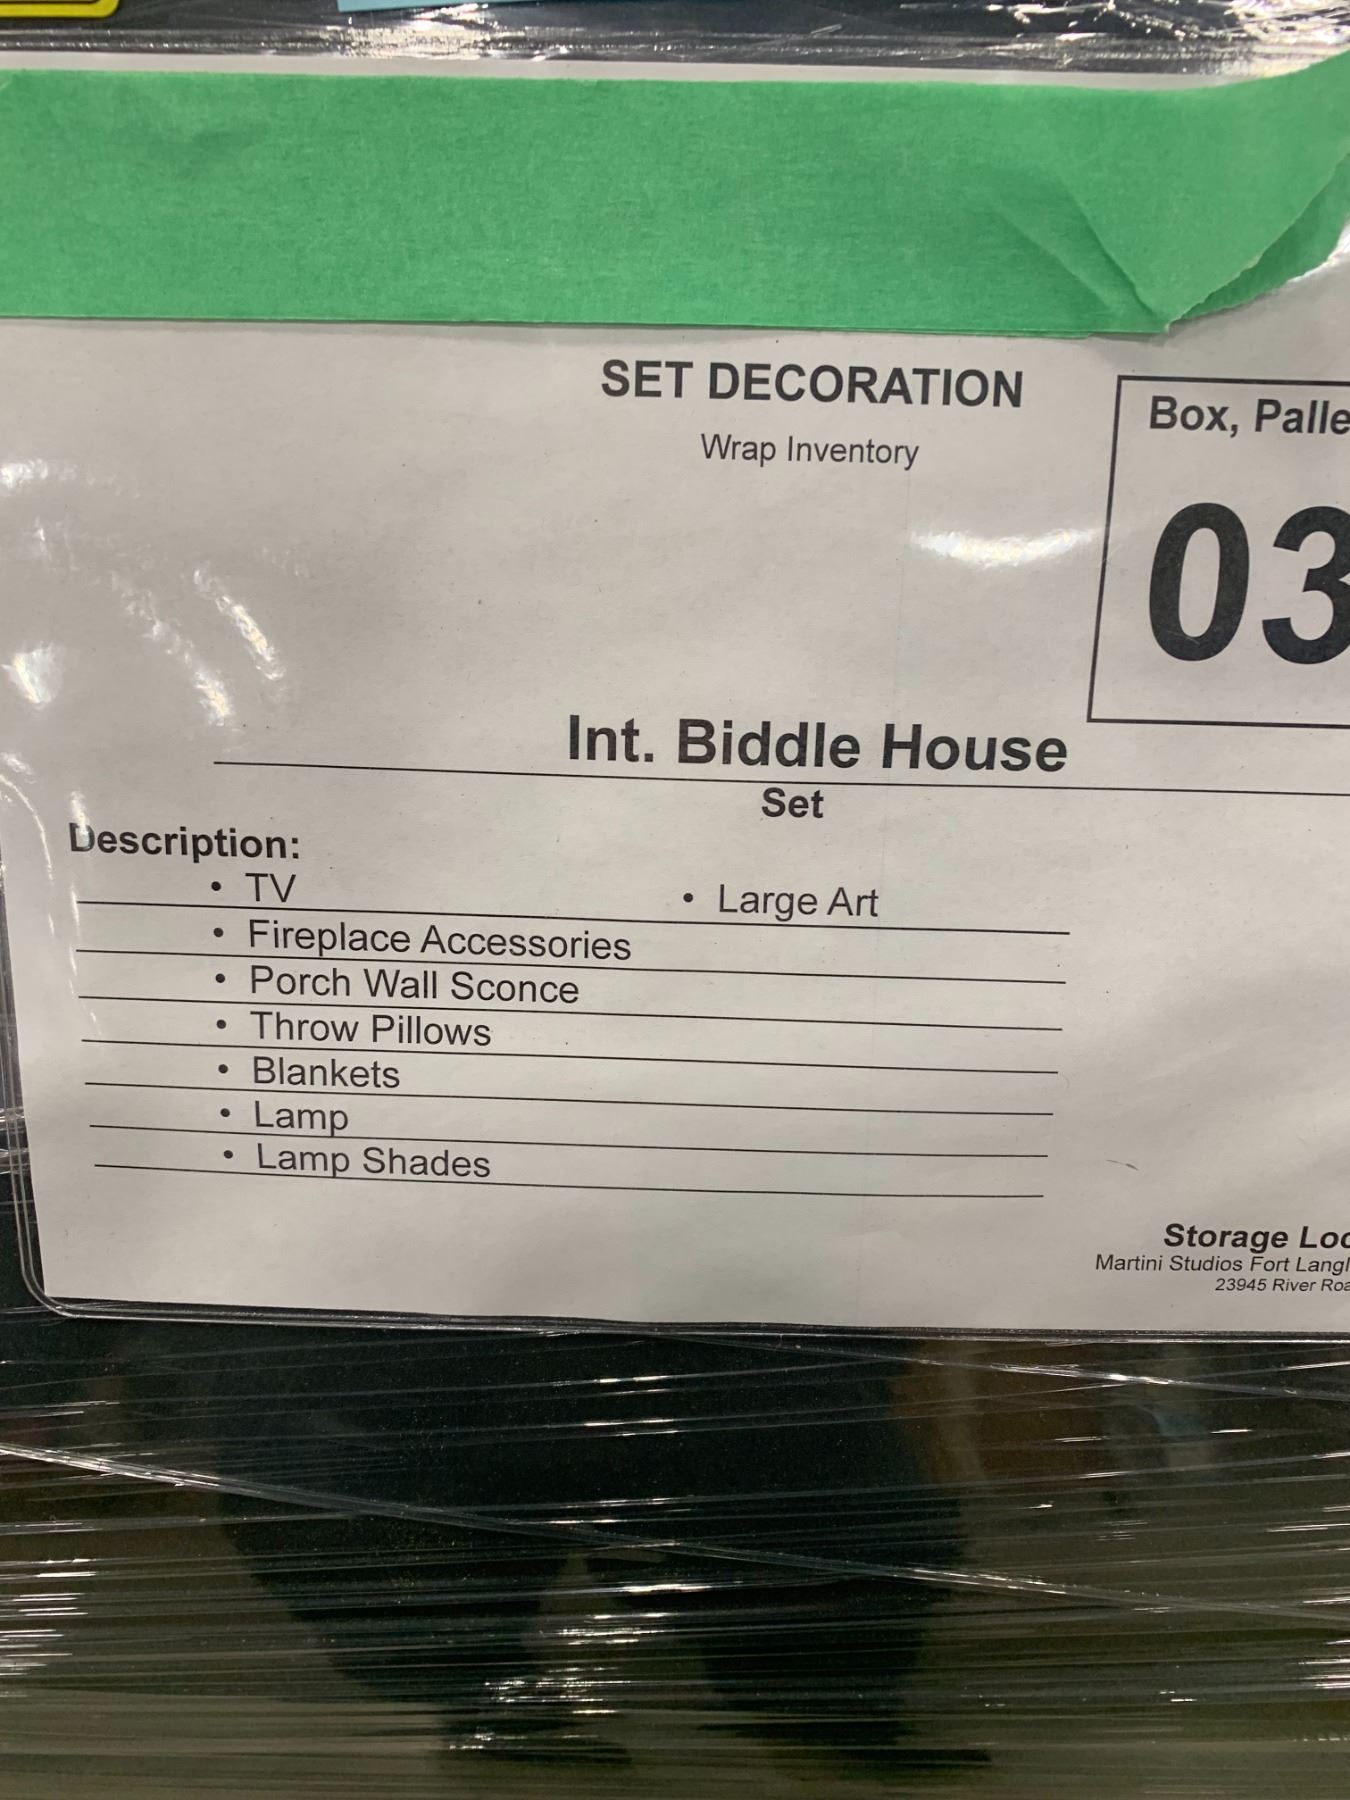 SET DECORATION
Wrap Inventory
Box, Palle
03
Int. Biddle House
Set
Description:
• TV
• Large Art
• Fireplace Accessories
• Porch Wall Sconce
• Throw Pillows
• Blankets
• Lamp
• Lamp Shades
Storage Loc
Martini Studios Fort Langl
23945 River Roa